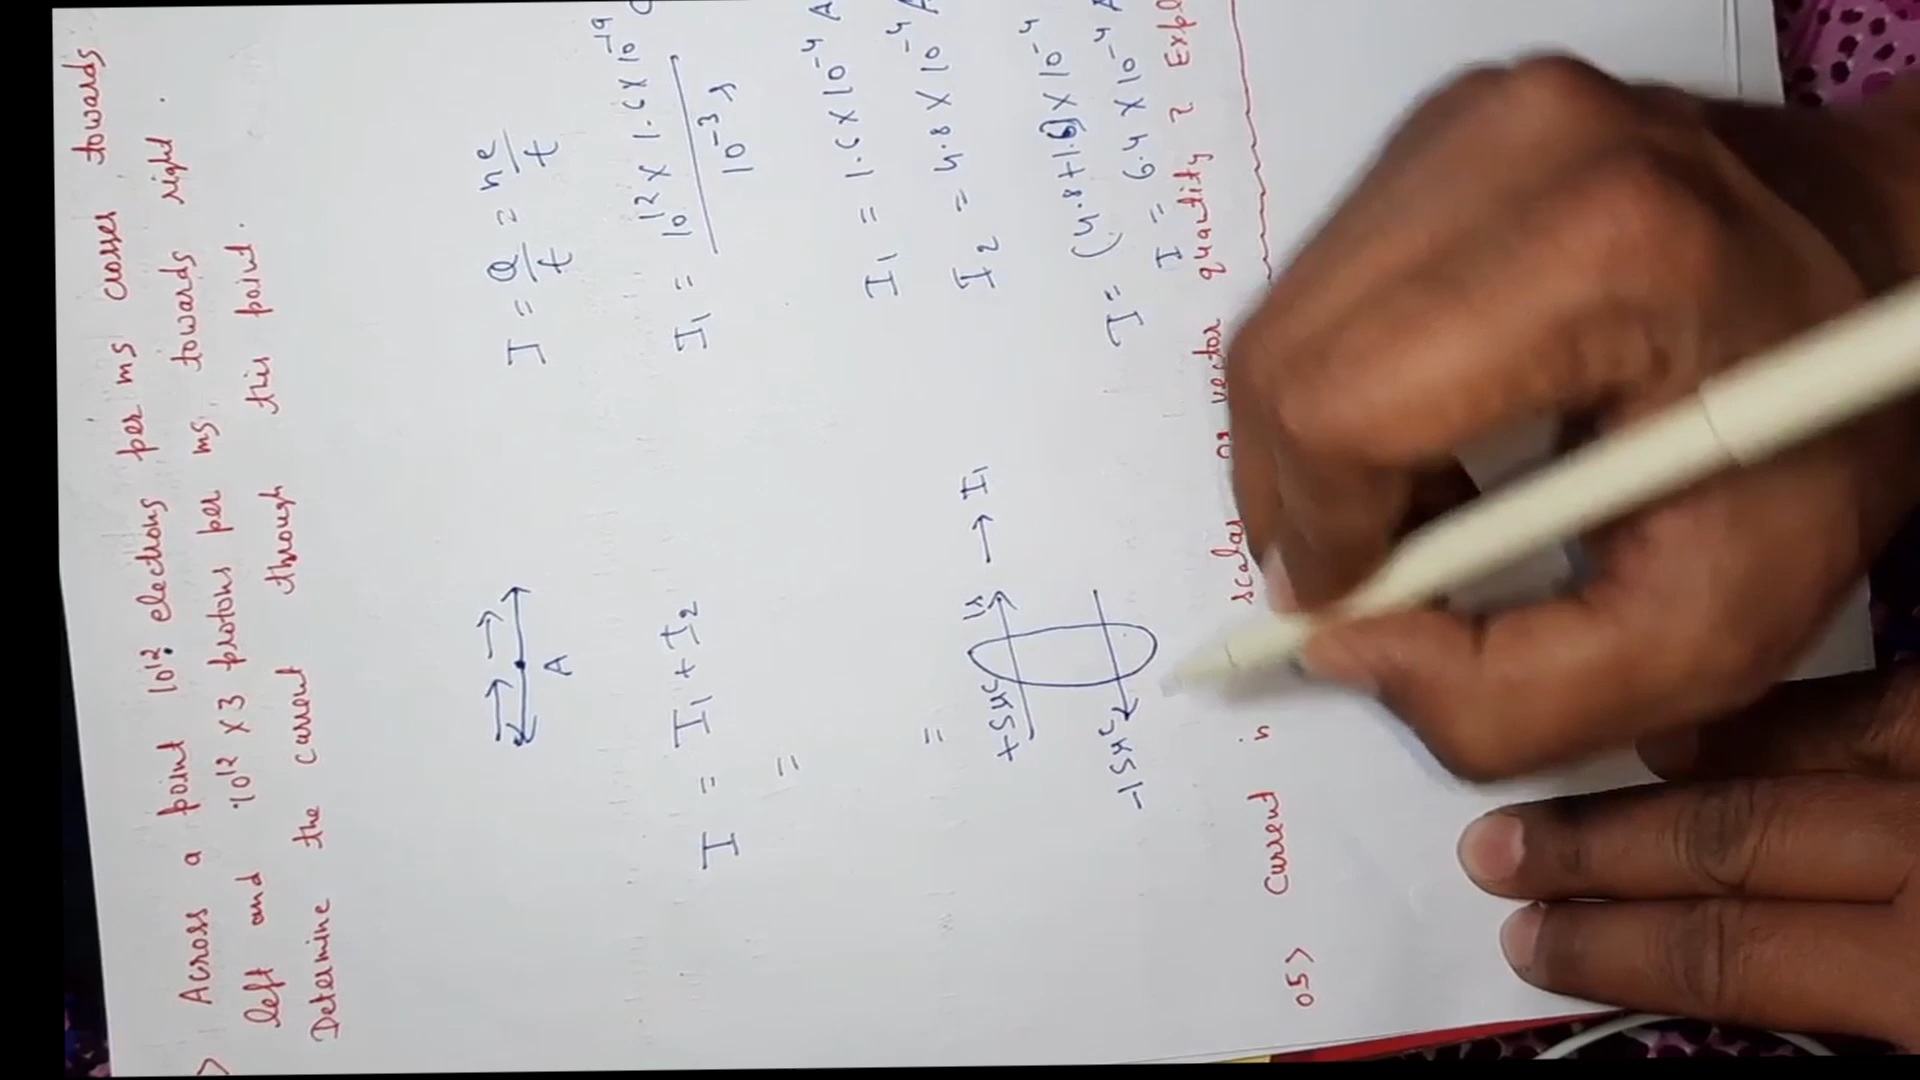 > Across a point 10¹² electrons per ms crosses towards
left and 10¹² x 3 protons per ms, towards right.
Determine the current through this point.
A
I = Q/t = ne/t
I = I₁ + I₂
I₁ = 10¹² x 1.6 x 10⁻¹⁹ C / 10⁻³ s
=
I₁ = 1.6 x 10⁻⁴ A
= I₂ = 4.8 x 10⁻⁴ A
+5μC 1s → I₁
I = (4.8+1.6) x 10⁻⁴
-15μC
I = 6.4 x 10⁻⁴ A
05> Current is scalar or vector quantity ? Expl